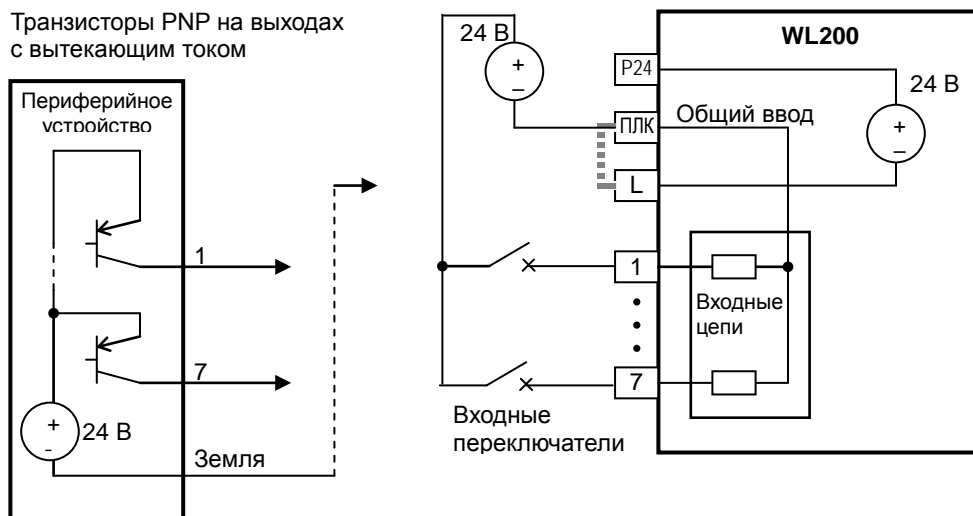 Транзисторы PNP на выходах
с вытекающим током
Периферийное
устройство
1
7
+
-
24 В
Земля
24 В
+
–
WL200
P24
24 В
ПЛК
Общий ввод
+
–
L
1
Входные
цепи
7
Входные
переключатели